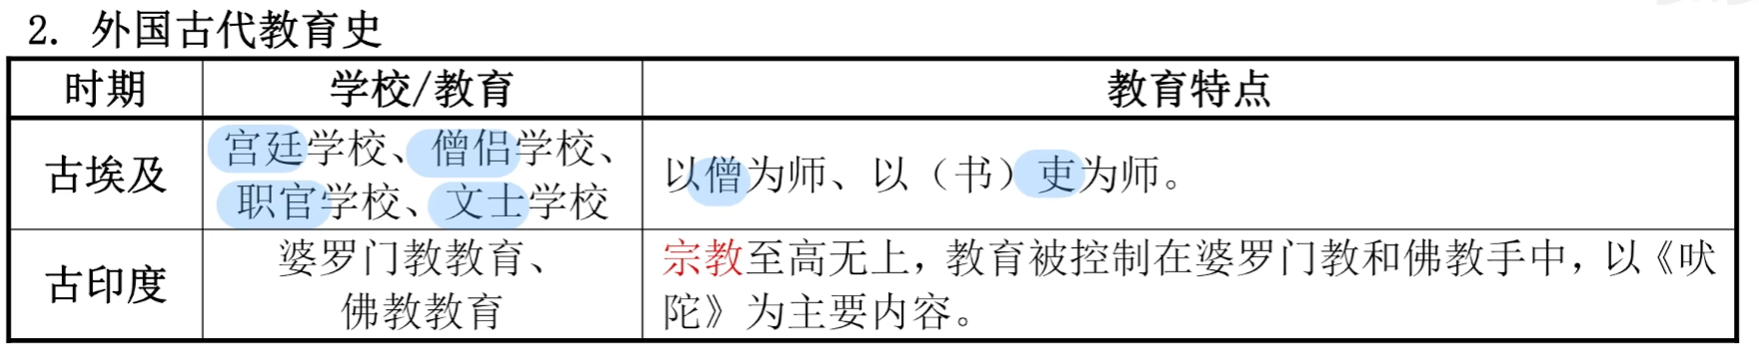 2. 外国古代教育史
时期 学校/教育 教育特点
古埃及
宫廷学校、僧侣学校、
职官学校、文士学校
以僧为师、以（书）吏为师。
古印度
婆罗门教教育、
佛教教育
宗教至高无上，教育被控制在婆罗门教和佛教手中，以《吠
陀》为主要内容。